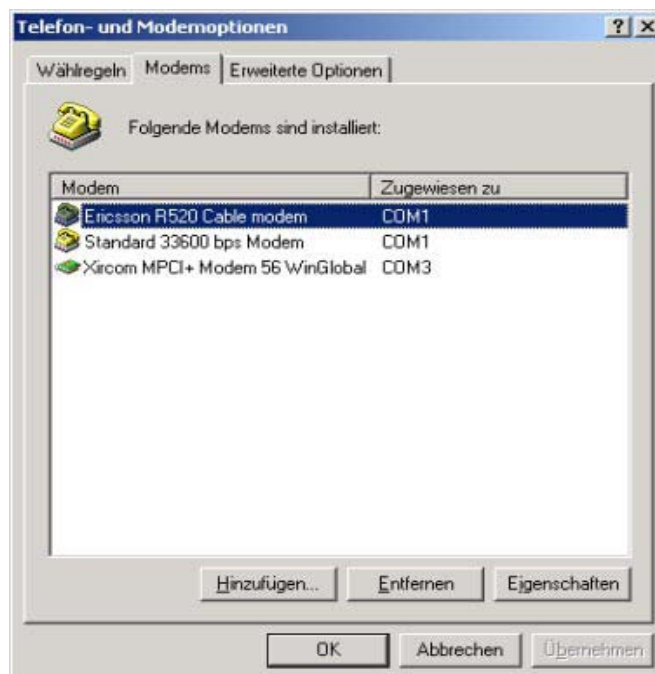 Telefon- und Modemoptionen
Wählregeln Modems Erweiterte Optionen
Folgende Modems sind installiert:
Modem Zugewiesen zu
Ericsson R520 Cable modem COM1
Standard 33600 bps Modem COM1
Xircom MPCI+ Modem 56 WinGlobal COM3
Hinzufügen... Entfernen Eigenschaften
OK Abbrechen Übernehmen